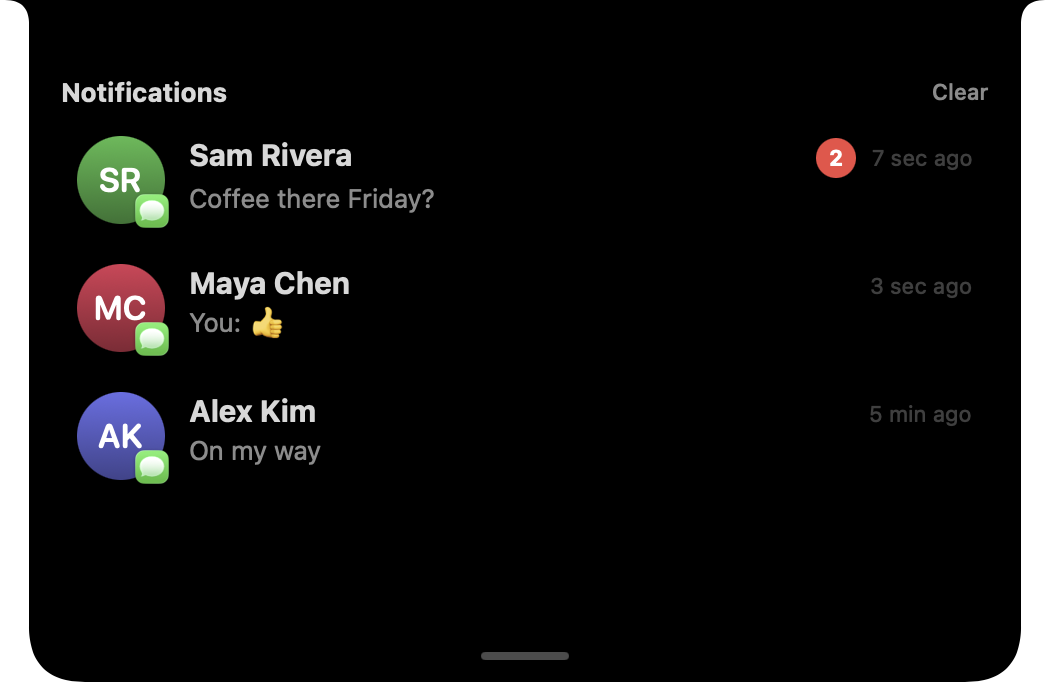 Notifications
Clear
SR
Sam Rivera
2
7 sec ago
Coffee there Friday?
MC
Maya Chen
3 sec ago
You: 👍
AK
Alex Kim
5 min ago
On my way